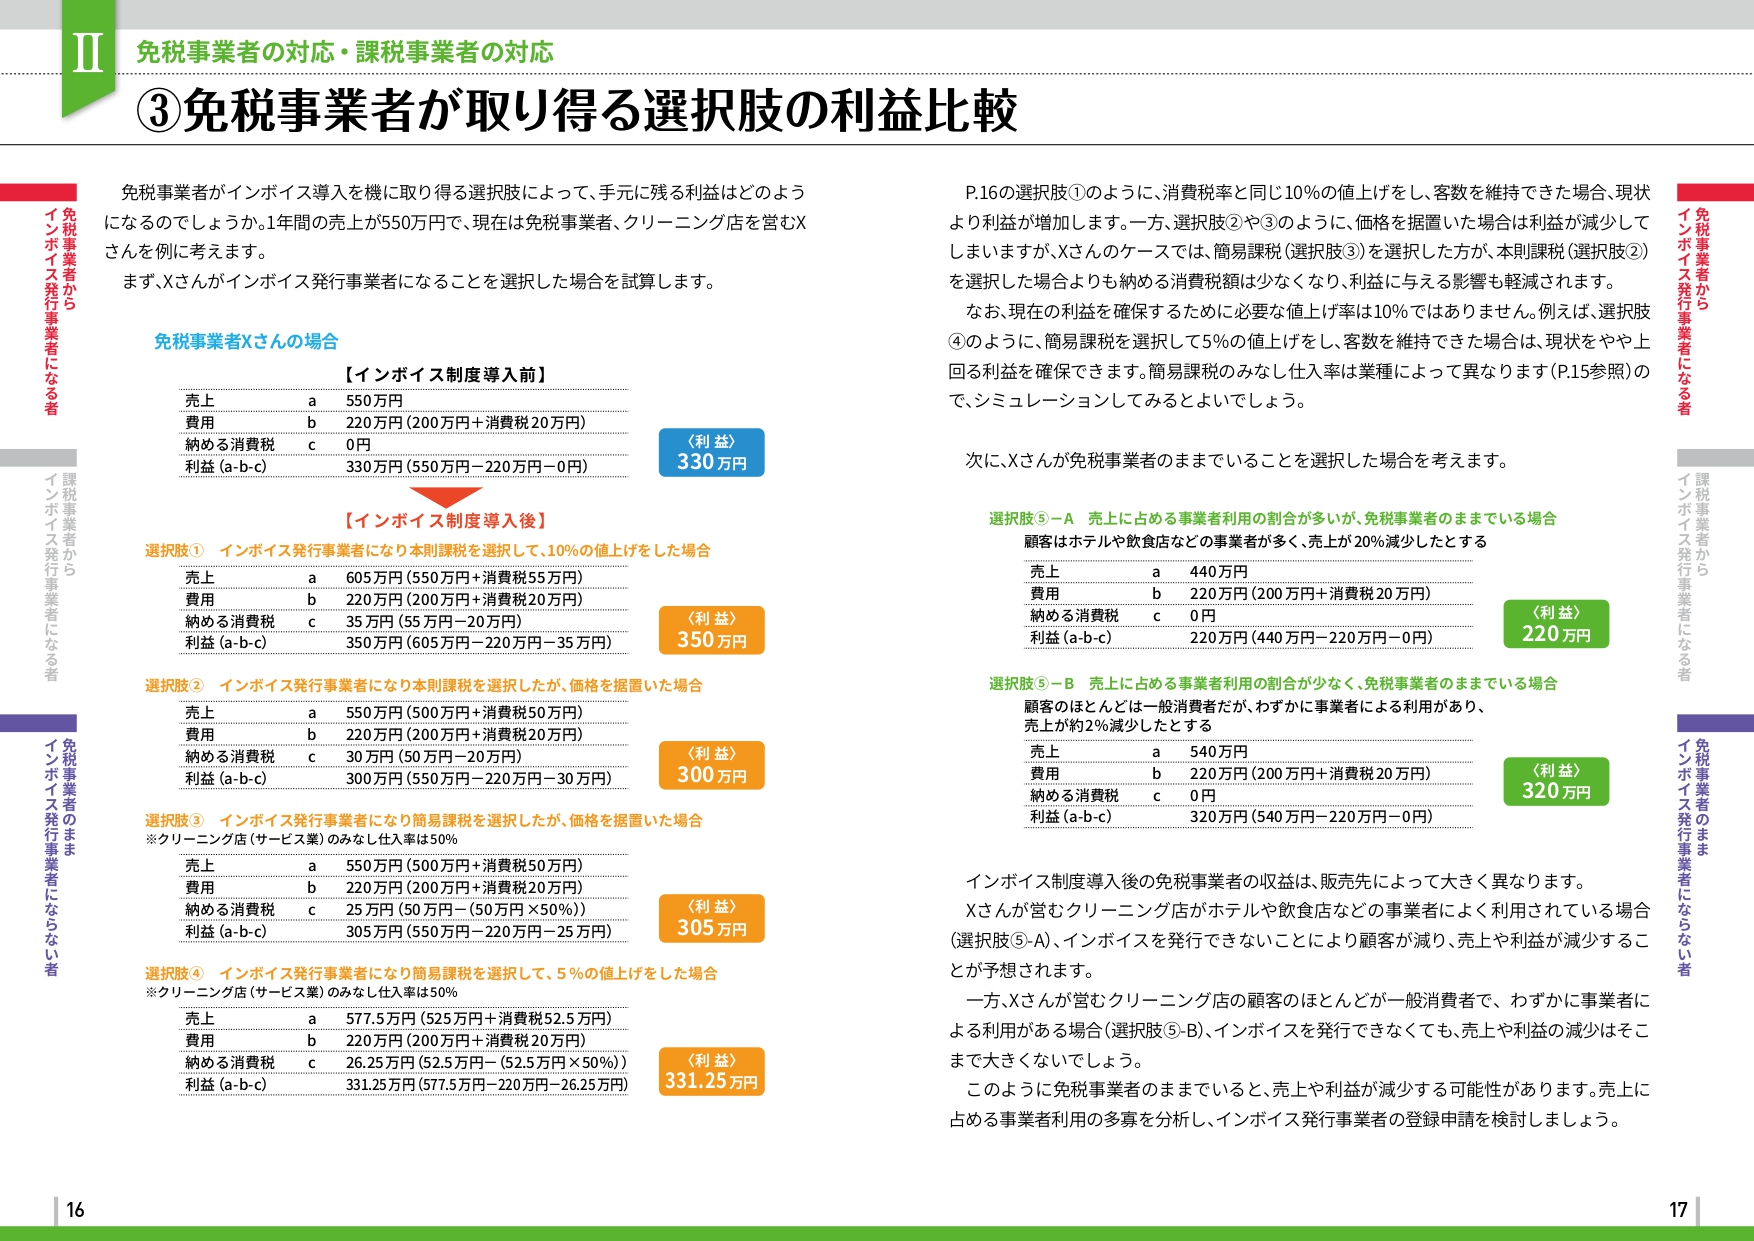 II
免税事業者の対応・課税事業者の対応
③免税事業者が取り得る選択肢の利益比較
免税事業者から
インボイス発行事業者になる者
課税事業者から
インボイス発行事業者になる者
免税事業者のまま
インボイス発行事業者にならない者
免税事業者がインボイス導入を機に取り得る選択肢によって、手元に残る利益はどのよう
になるのでしょうか。1年間の売上が550万円で、現在は免税事業者、クリーニング店を営むX
さんを例に考えます。
まず、Xさんがインボイス発行事業者になることを選択した場合を試算します。
免税事業者Xさんの場合
【インボイス制度導入前】
売上 a 550万円
費用 b 220万円（200万円＋消費税20万円）
納める消費税 c 0円
利益（a-b-c） 330万円（550万円－220万円－0円）
〈利 益〉
330万円
【インボイス制度導入後】
選択肢① インボイス発行事業者になり本則課税を選択して、10％の値上げをした場合
売上 a 605万円（550万円+消費税55万円）
費用 b 220万円（200万円+消費税20万円）
納める消費税 c 35万円（55万円－20万円）
利益（a-b-c） 350万円（605万円－220万円－35万円）
〈利 益〉
350万円
選択肢② インボイス発行事業者になり本則課税を選択したが、価格を据置いた場合
売上 a 550万円（500万円+消費税50万円）
費用 b 220万円（200万円+消費税20万円）
納める消費税 c 30万円（50万円－20万円）
利益（a-b-c） 300万円（550万円－220万円－30万円）
〈利 益〉
300万円
選択肢③ インボイス発行事業者になり簡易課税を選択したが、価格を据置いた場合
※クリーニング店（サービス業）のみなし仕入率は50％
売上 a 550万円（500万円+消費税50万円）
費用 b 220万円（200万円+消費税20万円）
納める消費税 c 25万円（50万円－（50万円×50％））
利益（a-b-c） 305万円（550万円－220万円－25万円）
〈利 益〉
305万円
選択肢④ インボイス発行事業者になり簡易課税を選択して、5％の値上げをした場合
※クリーニング店（サービス業）のみなし仕入率は50％
売上 a 577.5万円（525万円＋消費税52.5万円）
費用 b 220万円（200万円＋消費税20万円）
納める消費税 c 26.25万円（52.5万円－（52.5万円×50％））
利益（a-b-c） 331.25万円（577.5万円－220万円－26.25万円）
〈利 益〉
331.25万円
16
P.16の選択肢①のように、消費税率と同じ10％の値上げをし、客数を維持できた場合、現状
より利益が増加します。一方、選択肢②や③のように、価格を据置いた場合は利益が減少して
しまいますが、Xさんのケースでは、簡易課税（選択肢③）を選択した方が、本則課税（選択肢②）
を選択した場合よりも納める消費税額は少なくなり、利益に与える影響も軽減されます。
なお、現在の利益を確保するために必要な値上げ率は10％ではありません。例えば、選択肢
④のように、簡易課税を選択して5％の値上げをし、客数を維持できた場合は、現状をやや上
回る利益を確保できます。簡易課税のみなし仕入率は業種によって異なります（P.15参照）の
で、シミュレーションしてみるとよいでしょう。
次に、Xさんが免税事業者のままでいることを選択した場合を考えます。
選択肢⑤－A 売上に占める事業者利用の割合が多いが、免税事業者のままでいる場合
顧客はホテルや飲食店などの事業者が多く、売上が20％減少したとする
売上 a 440万円
費用 b 220万円（200万円＋消費税20万円）
納める消費税 c 0円
利益（a-b-c） 220万円（440万円－220万円－0円）
〈利 益〉
220万円
選択肢⑤－B 売上に占める事業者利用の割合が少なく、免税事業者のままでいる場合
顧客のほとんどは一般消費者だが、わずかに事業者による利用があり、
売上が約2％減少したとする
売上 a 540万円
費用 b 220万円（200万円＋消費税20万円）
納める消費税 c 0円
利益（a-b-c） 320万円（540万円－220万円－0円）
〈利 益〉
320万円
インボイス制度導入後の免税事業者の収益は、販売先によって大きく異なります。
Xさんが営むクリーニング店がホテルや飲食店などの事業者によく利用されている場合
（選択肢⑤-A）、インボイスを発行できないことにより顧客が減り、売上や利益が減少するこ
とが予想されます。
一方、Xさんが営むクリーニング店の顧客のほとんどが一般消費者で、わずかに事業者に
よる利用がある場合（選択肢⑤-B）、インボイスを発行できなくても、売上や利益の減少はそこ
まで大きくないでしょう。
このように免税事業者のままでいると、売上や利益が減少する可能性があります。売上に
占める事業者利用の多寡を分析し、インボイス発行事業者の登録申請を検討しましょう。
免税事業者から
インボイス発行事業者になる者
課税事業者から
インボイス発行事業者になる者
免税事業者のまま
インボイス発行事業者にならない者
17